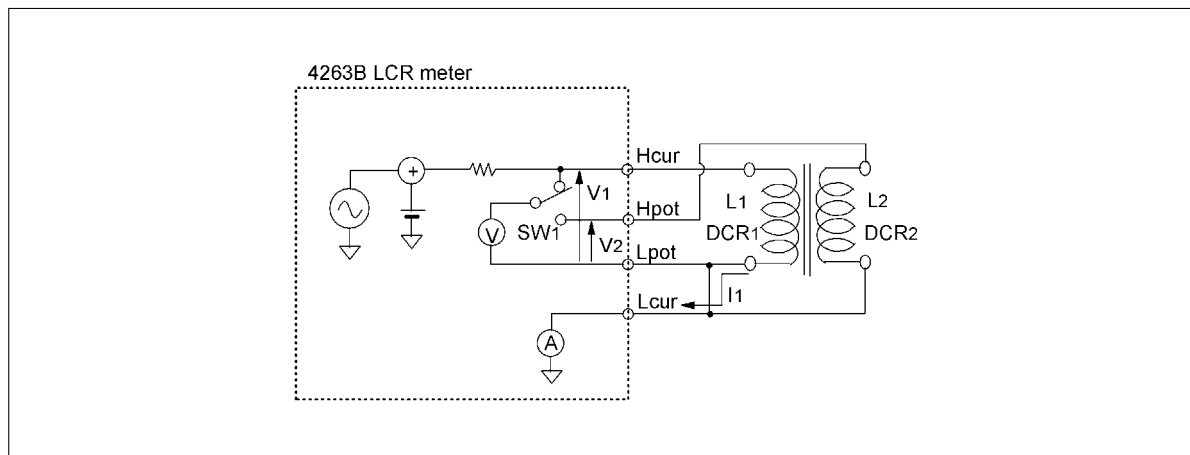 4263B LCR meter
Hcur
V1
L1
L2
Hpot
SW1
V
DCR1
DCR2
V2
Lpot
Lcur
I1
A
+